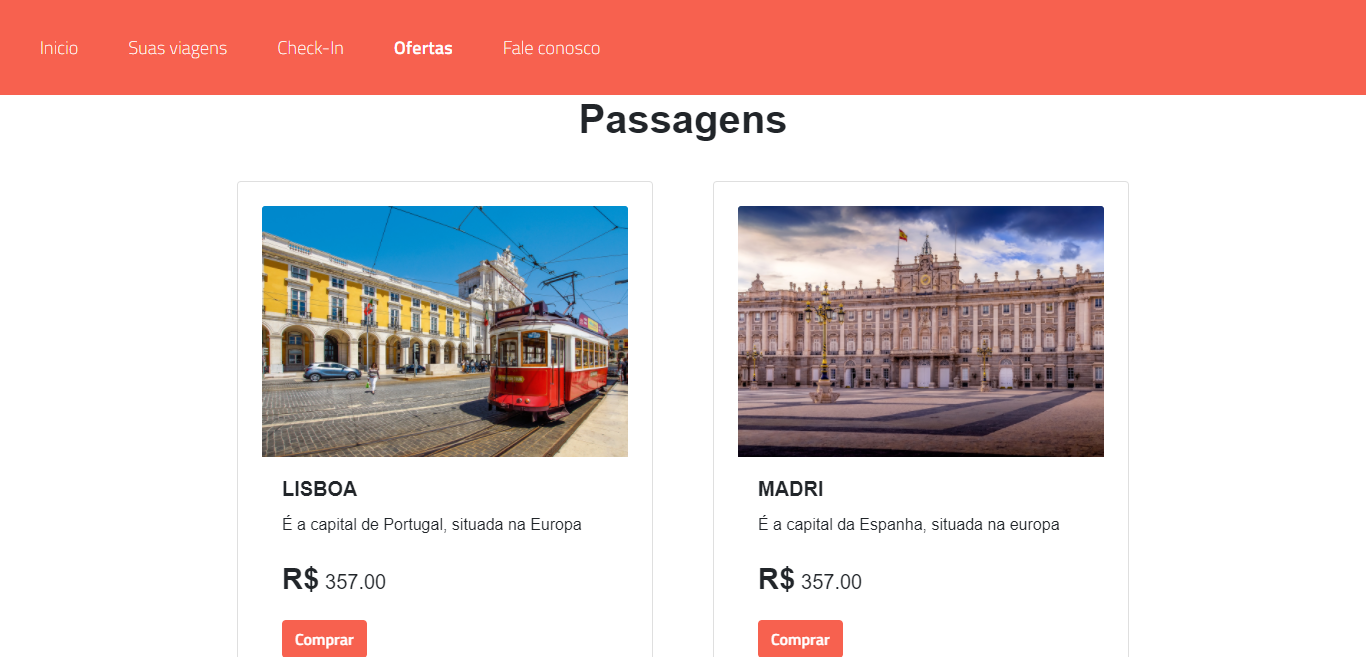 Inicio Suas viagens Check-In Ofertas Fale conosco
Passagens
LISBOA
É a capital de Portugal, situada na Europa
R$ 357.00
Comprar
MADRI
É a capital da Espanha, situada na europa
R$ 357.00
Comprar